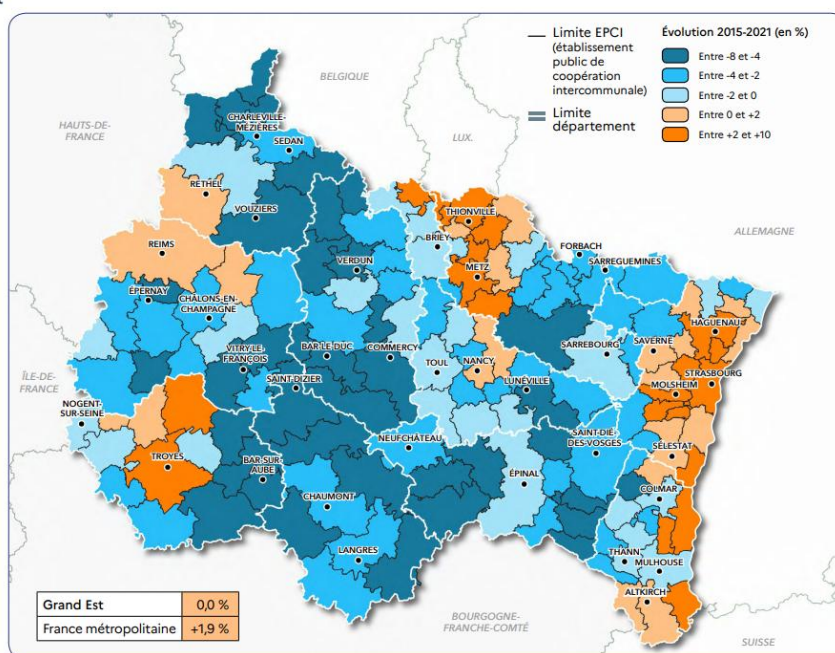 Limite EPCI
(établissement
public de
coopération
intercommunale)
Limite
département
Évolution 2015-2021 (en %)
Entre -8 et -4
Entre -4 et -2
Entre -2 et 0
Entre 0 et +2
Entre +2 et +10
BELGIQUE
HAUTS-DE-
FRANCE
LUX.
ALLEMAGNE
ÎLE-DE-
FRANCE
BOURGOGNE-
FRANCHE-COMTÉ
SUISSE
CHARLEVILLE-
MÉZIÈRES
SEDAN
RETHEL
VOUZIERS
REIMS
ÉPERNAY
CHÂLONS-EN-
CHAMPAGNE
VITRY-LE-
FRANÇOIS
SAINT-DIZIER
NOGENT-
SUR-SEINE
TROYES
BAR-SUR-
AUBE
CHAUMONT
LANGRES
VERDUN
BAR-LE-DUC
COMMERCY
NEUFCHÂTEAU
BRIEY
THIONVILLE
METZ
FORBACH
SARREGUEMINES
TOUL
NANCY
LUNÉVILLE
SARREBOURG
SAVERNE
HAGUENAU
STRASBOURG
MOLSHEIM
SAINT-DIÉ-
DES-VOSGES
SÉLESTAT
ÉPINAL
COLMAR
THANN
MULHOUSE
ALTKIRCH
Grand Est 0,0 %
France métropolitaine +1,9 %